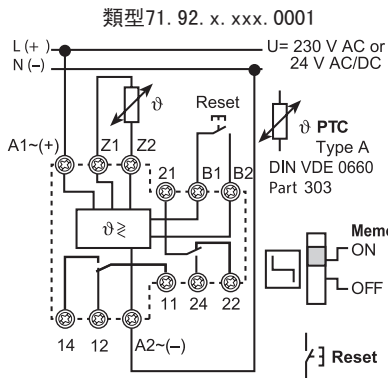 類型71.92.x.xxx.0001
L(+)
U= 230 V AC or
N(–)
24 V AC/DC
ϑ
Reset
ϑ PTC
A1~(+)
Z1
Z2
Type A
21
B1
B2
DIN VDE 0660
Part 303
ϑ≷
Memo
ON
OFF
11
24
22
14
12
A2~(–)
Reset